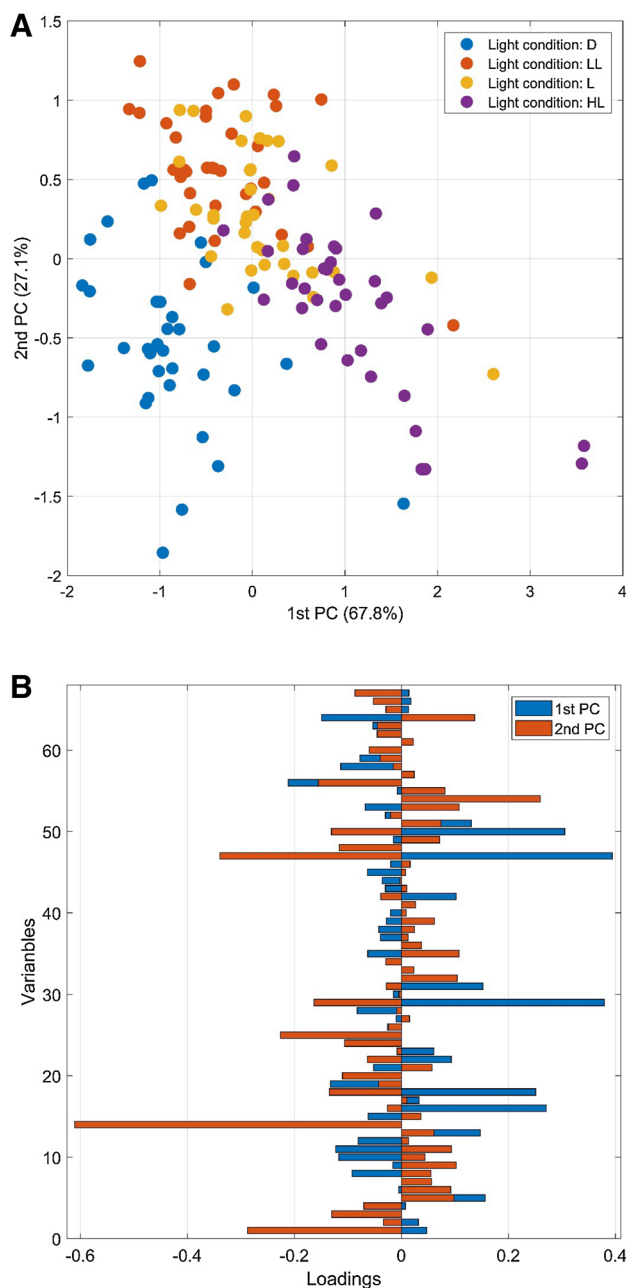 A
1.5
1
0.5
0
-0.5
-1
-1.5
-2
2nd PC (27.1%)
Light condition: D
Light condition: LL
Light condition: L
Light condition: HL
-2 -1 0 1 2 3 4
1st PC (67.8%)
B
60
50
40
30
20
10
0
Varianbles
1st PC
2nd PC
-0.6 -0.4 -0.2 0 0.2 0.4
Loadings